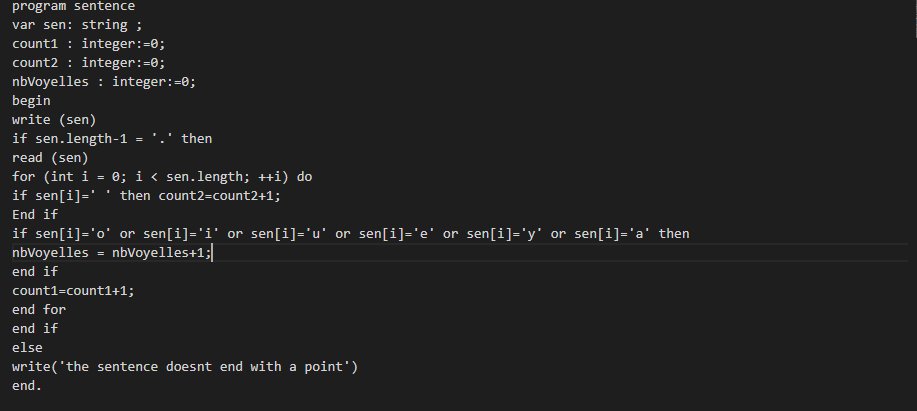 program sentence
var sen: string ;
count1 : integer:=0;
count2 : integer:=0;
nbVoyelles : integer:=0;
begin
write (sen)
if sen.length-1 = '.' then
read (sen)
for (int i = 0; i < sen.length; ++i) do
if sen[i]=' ' then count2=count2+1;
End if
if sen[i]='o' or sen[i]='i' or sen[i]='u' or sen[i]='e' or sen[i]='y' or sen[i]='a' then
nbVoyelles = nbVoyelles+1;
end if
count1=count1+1;
end for
end if
else
write('the sentence doesnt end with a point')
end.